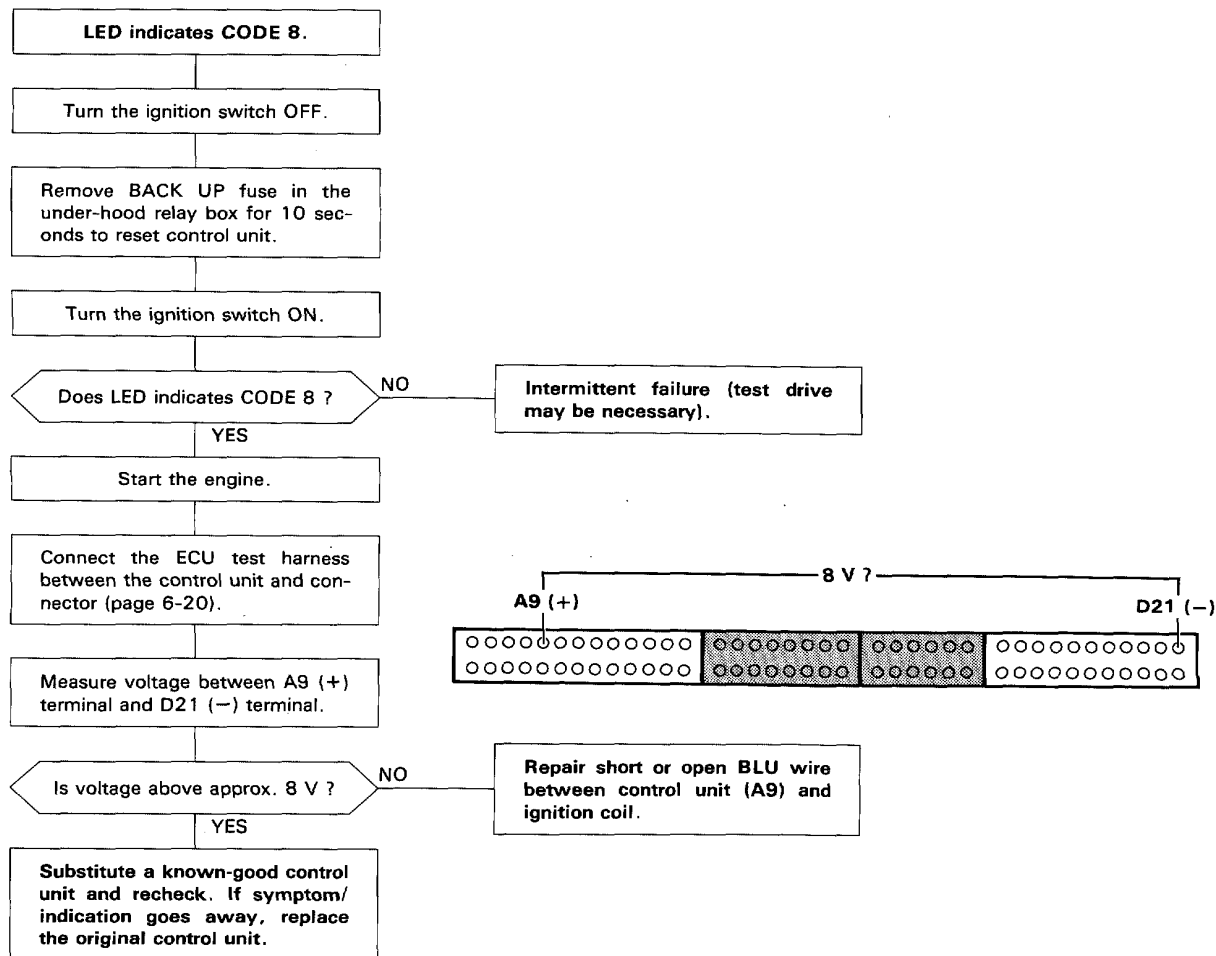 LED indicates CODE 8.
Turn the ignition switch OFF.
Remove BACK UP fuse in the
under-hood relay box for 10 sec-
onds to reset control unit.
Turn the ignition switch ON.
Does LED indicates CODE 8 ?
NO
Intermittent failure (test drive
may be necessary).
YES
Start the engine.
Connect the ECU test harness
between the control unit and con-
nector (page 6-20).
8 V ?
A9 (+)
D21 (−)
Measure voltage between A9 (+)
terminal and D21 (−) terminal.
Is voltage above approx. 8 V ?
NO
Repair short or open BLU wire
between control unit (A9) and
ignition coil.
YES
Substitute a known-good control
unit and recheck. If symptom/
indication goes away, replace
the original control unit.